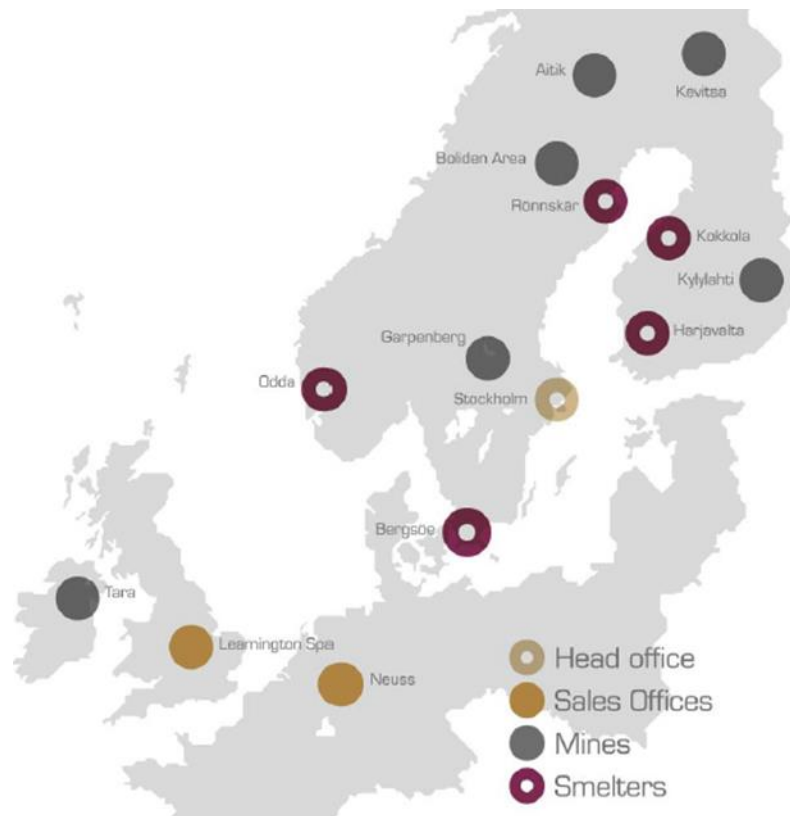 Aitik
Kevitsa
Boliden Area
Rönnskär
Kokkola
Kylylahti
Harjavalta
Garpenberg
Odda
Stockholm
Bergsöe
Tara
Leamington Spa
Neuss
Head office
Sales Offices
Mines
Smelters